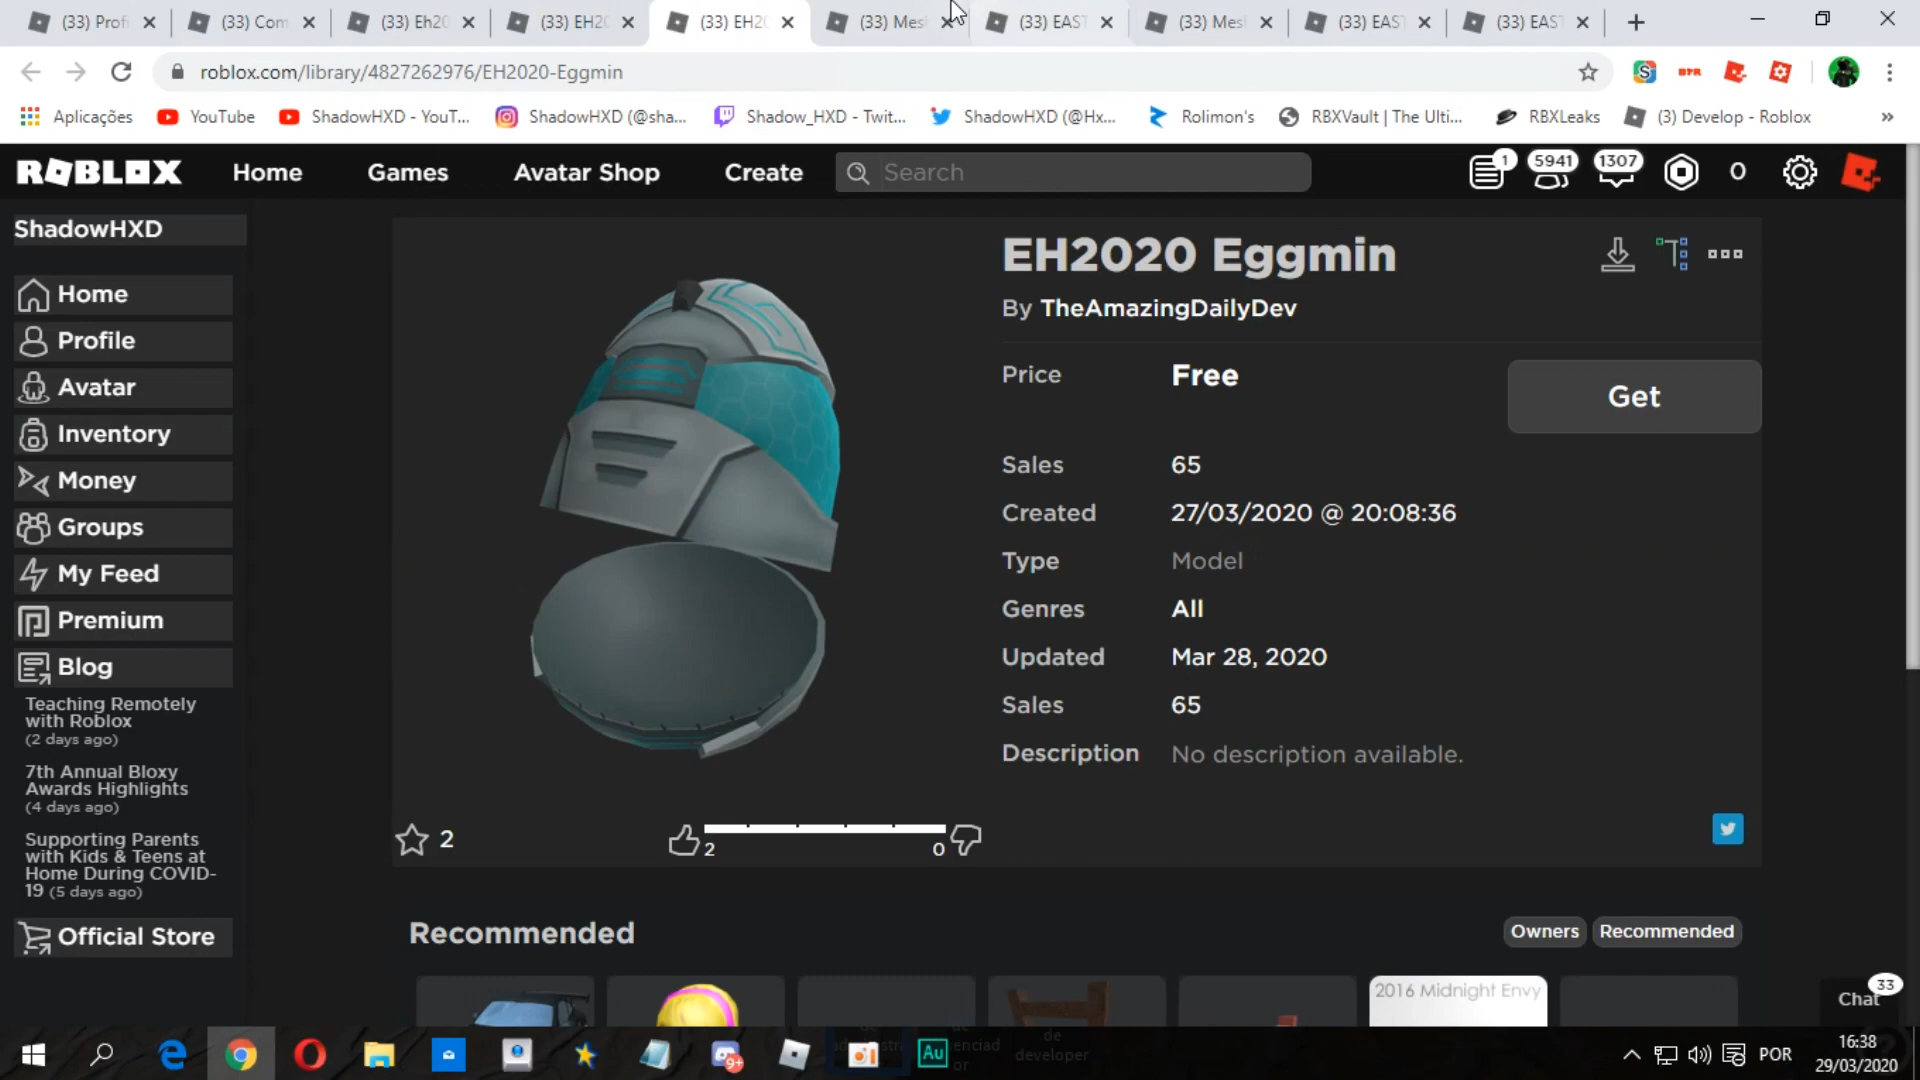 (33) Profi
(33) Com
(33) Eh20
(33) EH20
(33) EH20
(33) Mesh
(33) EAST
(33) Mesh
(33) EAST
(33) EAST
roblox.com/library/4827262976/EH2020-Eggmin
Aplicações
YouTube
ShadowHXD - YouT...
ShadowHXD (@sha...
Shadow_HXD - Twit...
ShadowHXD (@Hx...
Rolimon's
RBXVault | The Ulti...
RBXLeaks
(3) Develop - Roblox
»
ROBLOX
Home
Games
Avatar Shop
Create
Search
1
5941
1307
0
ShadowHXD
Home
Profile
Avatar
Inventory
Money
Groups
My Feed
Premium
Blog
Teaching Remotely
with Roblox
(2 days ago)
7th Annual Bloxy
Awards Highlights
(4 days ago)
Supporting Parents
with Kids & Teens at
Home During COVID-
19 (5 days ago)
Official Store
EH2020 Eggmin
By TheAmazingDailyDev
Price Free
Get
Sales 65
Created 27/03/2020 @ 20:08:36
Type Model
Genres All
Updated Mar 28, 2020
Sales 65
Description No description available.
2
2
0
Recommended
Owners
Recommended
2016 Midnight Envy
Chat
33
9+
Au
de
developer
POR
16:38
29/03/2020